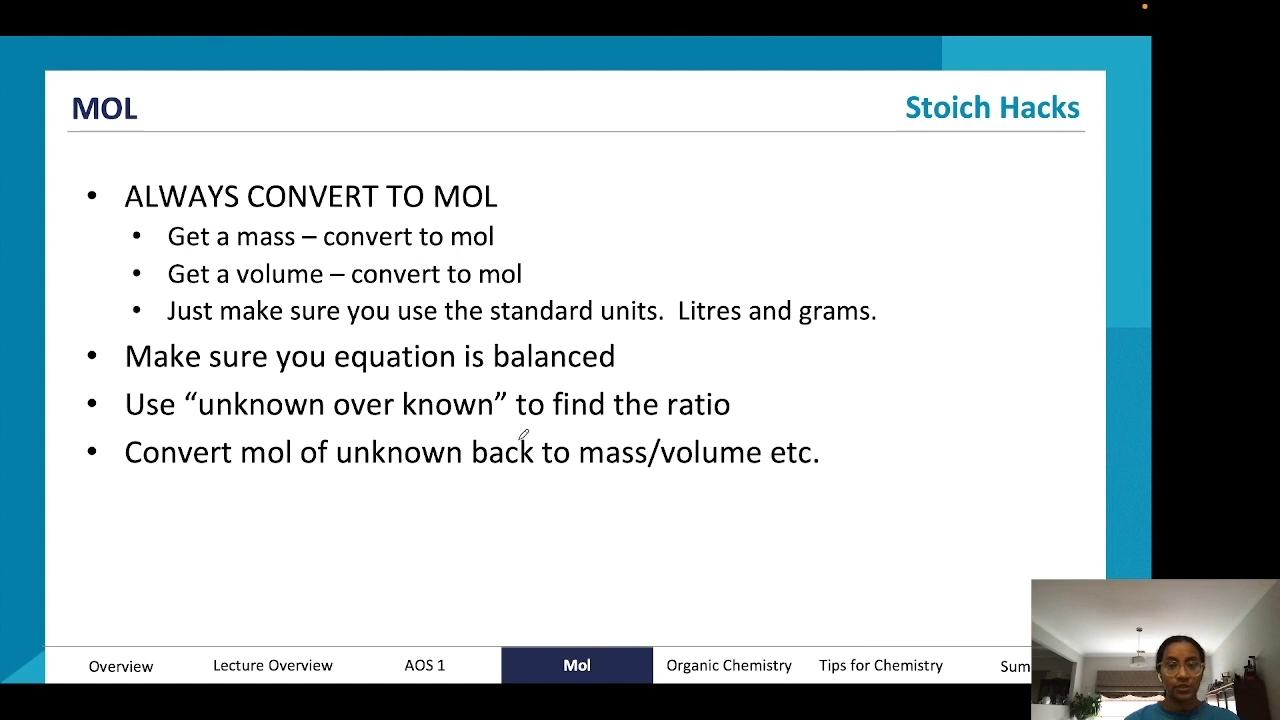 MOL
Stoich Hacks
• ALWAYS CONVERT TO MOL
• Get a mass – convert to mol
• Get a volume – convert to mol
• Just make sure you use the standard units.  Litres and grams.
• Make sure you equation is balanced
• Use “unknown over known” to find the ratio
• Convert mol of unknown back to mass/volume etc.
Overview
Lecture Overview
AOS 1
Mol
Organic Chemistry
Tips for Chemistry
Sum